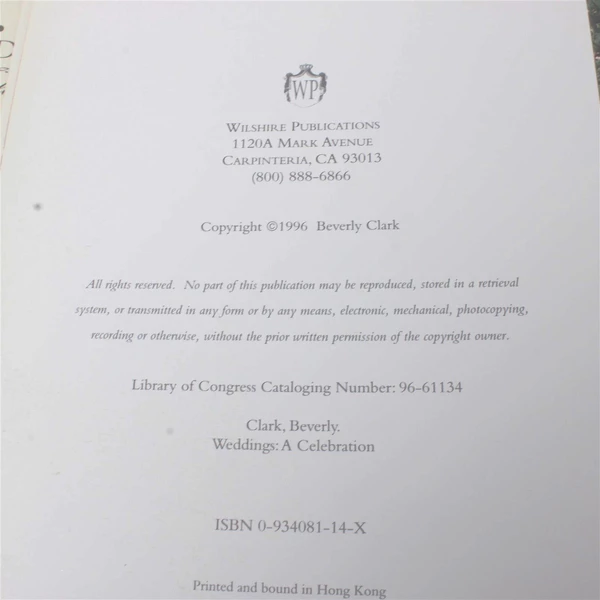 WP
WILSHIRE PUBLICATIONS
1120A MARK AVENUE
CARPINTERIA, CA 93013
(800) 888-6866
Copyright ©1996 Beverly Clark
All rights reserved. No part of this publication may be reproduced, stored in a retrieval
system, or transmitted in any form or by any means, electronic, mechanical, photocopying,
recording or otherwise, without the prior written permission of the copyright owner.
Library of Congress Cataloging Number: 96-61134
Clark, Beverly.
Weddings: A Celebration
ISBN 0-934081-14-X
Printed and bound in Hong Kong